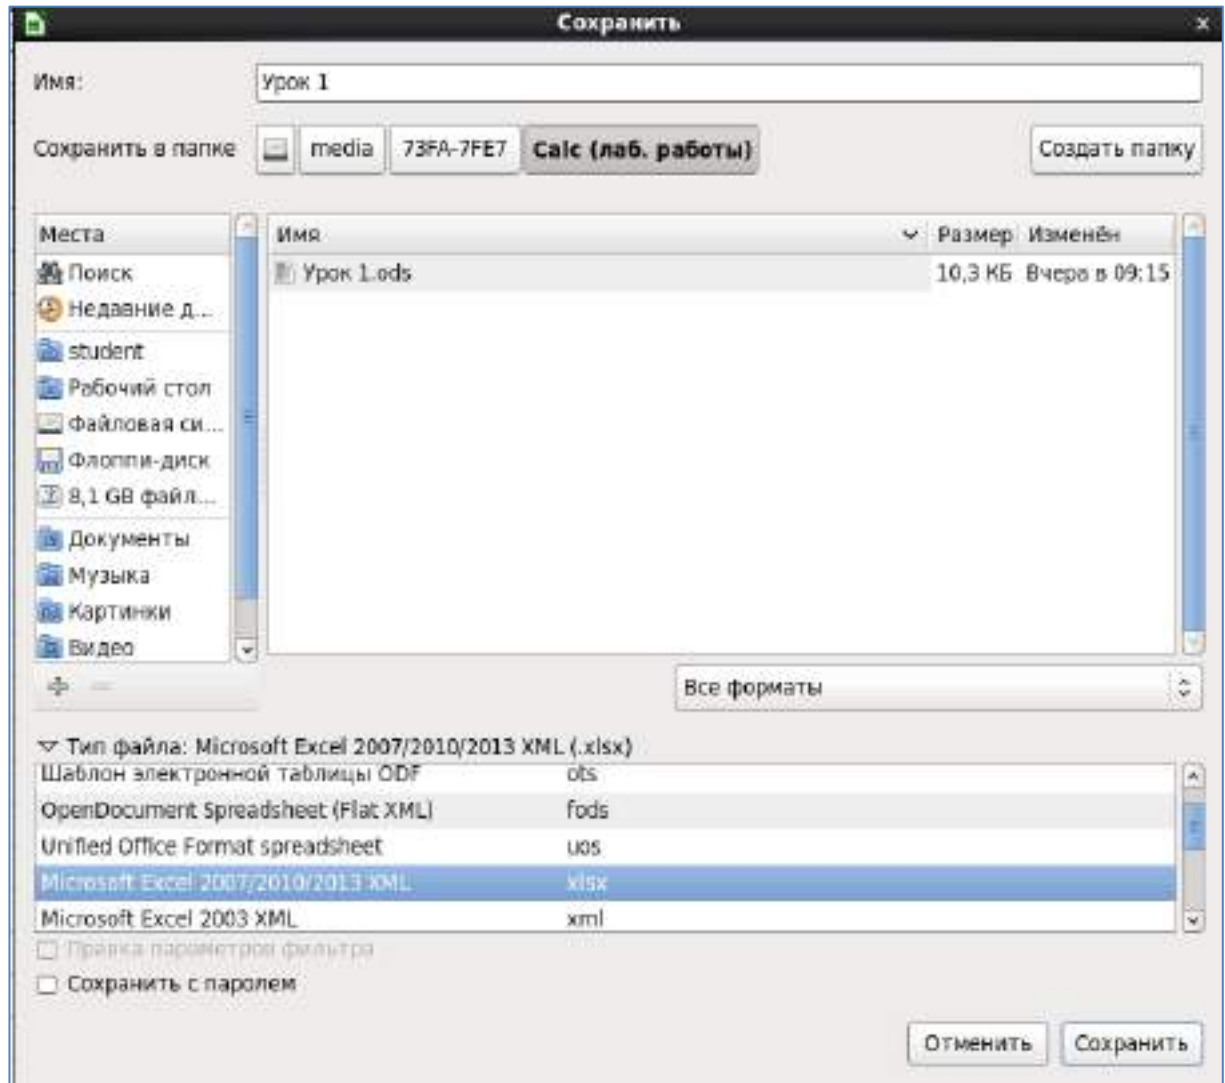 Сохранить
Имя: Урок 1
Сохранить в папке media 73FA-7FE7 Calc (лаб. работы) Создать папку
Места
Поиск
Недавние д...
student
Рабочий стол
Файловая си...
Флоппи-диск
8,1 GB файл...
Документы
Музыка
Картинки
Видео
Имя Размер Изменён
Урок 1.ods 10,3 КБ Вчера в 09:15
Все форматы
Тип файла: Microsoft Excel 2007/2010/2013 XML (.xlsx)
Шаблон электронной таблицы ODF ots
OpenDocument Spreadsheet (Flat XML) fods
Unified Office Format spreadsheet uos
Microsoft Excel 2007/2010/2013 XML xlsx
Microsoft Excel 2003 XML xml
Правка параметров фильтра
Сохранить с паролем
Отменить Сохранить